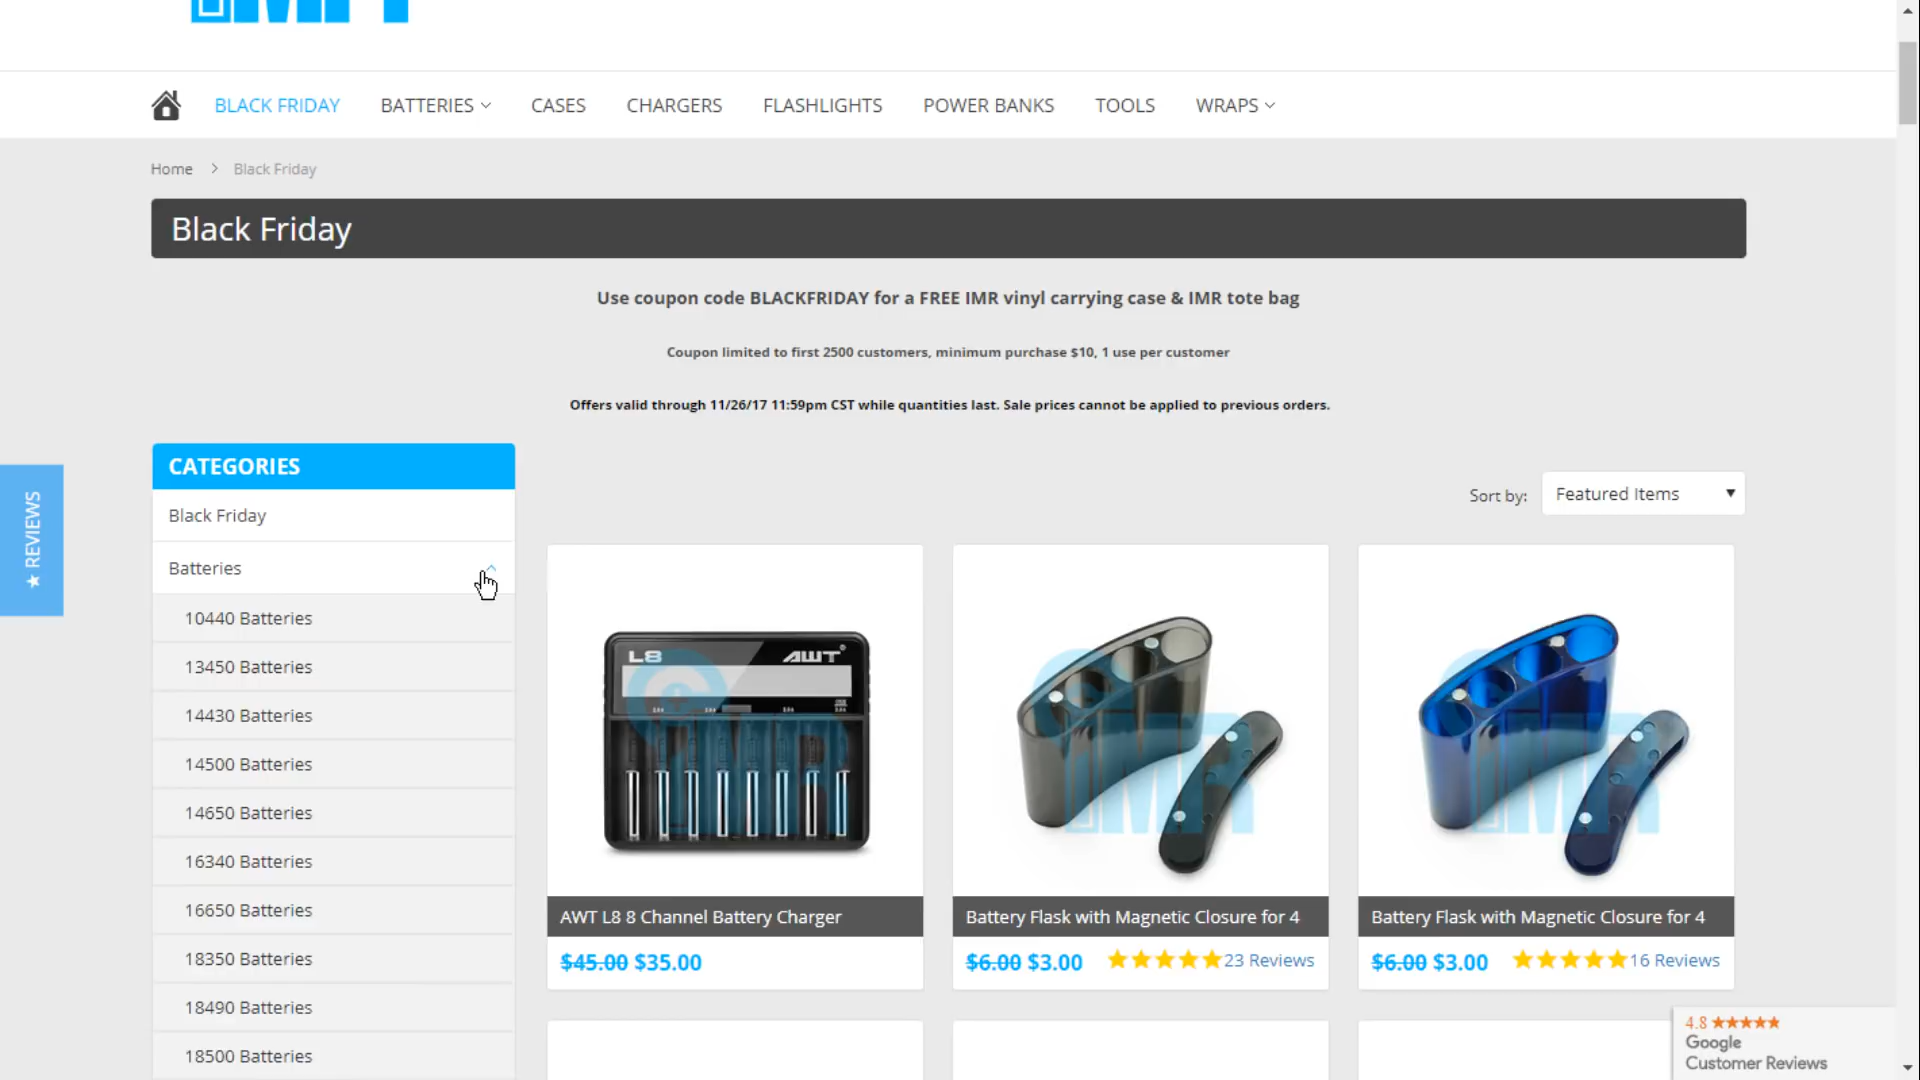 BLACK FRIDAY
BATTERIES
CASES
CHARGERS
FLASHLIGHTS
POWER BANKS
TOOLS
WRAPS
Home > Black Friday
Black Friday
Use coupon code BLACKFRIDAY for a FREE IMR vinyl carrying case & IMR tote bag
Coupon limited to first 2500 customers, minimum purchase $10, 1 use per customer
Offers valid through 11/26/17 11:59pm CST while quantities last. Sale prices cannot be applied to previous orders.
★ REVIEWS
CATEGORIES
Black Friday
Batteries
10440 Batteries
13450 Batteries
14430 Batteries
14500 Batteries
14650 Batteries
16340 Batteries
16650 Batteries
18350 Batteries
18490 Batteries
18500 Batteries
Sort by: Featured Items
L8 AWT
AWT L8 8 Channel Battery Charger
$45.00 $35.00
IMR
Battery Flask with Magnetic Closure for 4
$6.00 $3.00 23 Reviews
IMR
Battery Flask with Magnetic Closure for 4
$6.00 $3.00 16 Reviews
4.8
Google
Customer Reviews